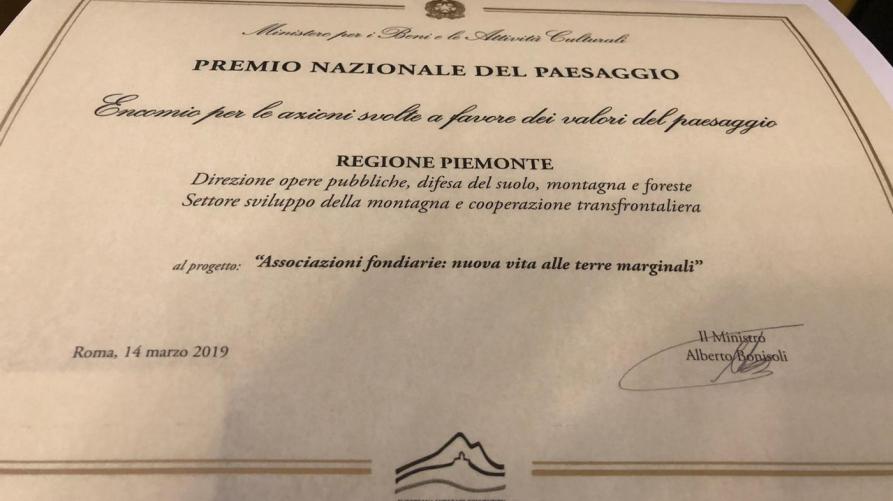 Ministero per i Beni e le Attività Culturali
PREMIO NAZIONALE DEL PAESAGGIO
Encomio per le azioni svolte a favore dei valori del paesaggio
REGIONE PIEMONTE
Direzione opere pubbliche, difesa del suolo, montagna e foreste
Settore sviluppo della montagna e cooperazione transfrontaliera
al progetto: “Associazioni fondiarie: nuova vita alle terre marginali”
Roma, 14 marzo 2019
Il Ministro
Alberto Bonisoli